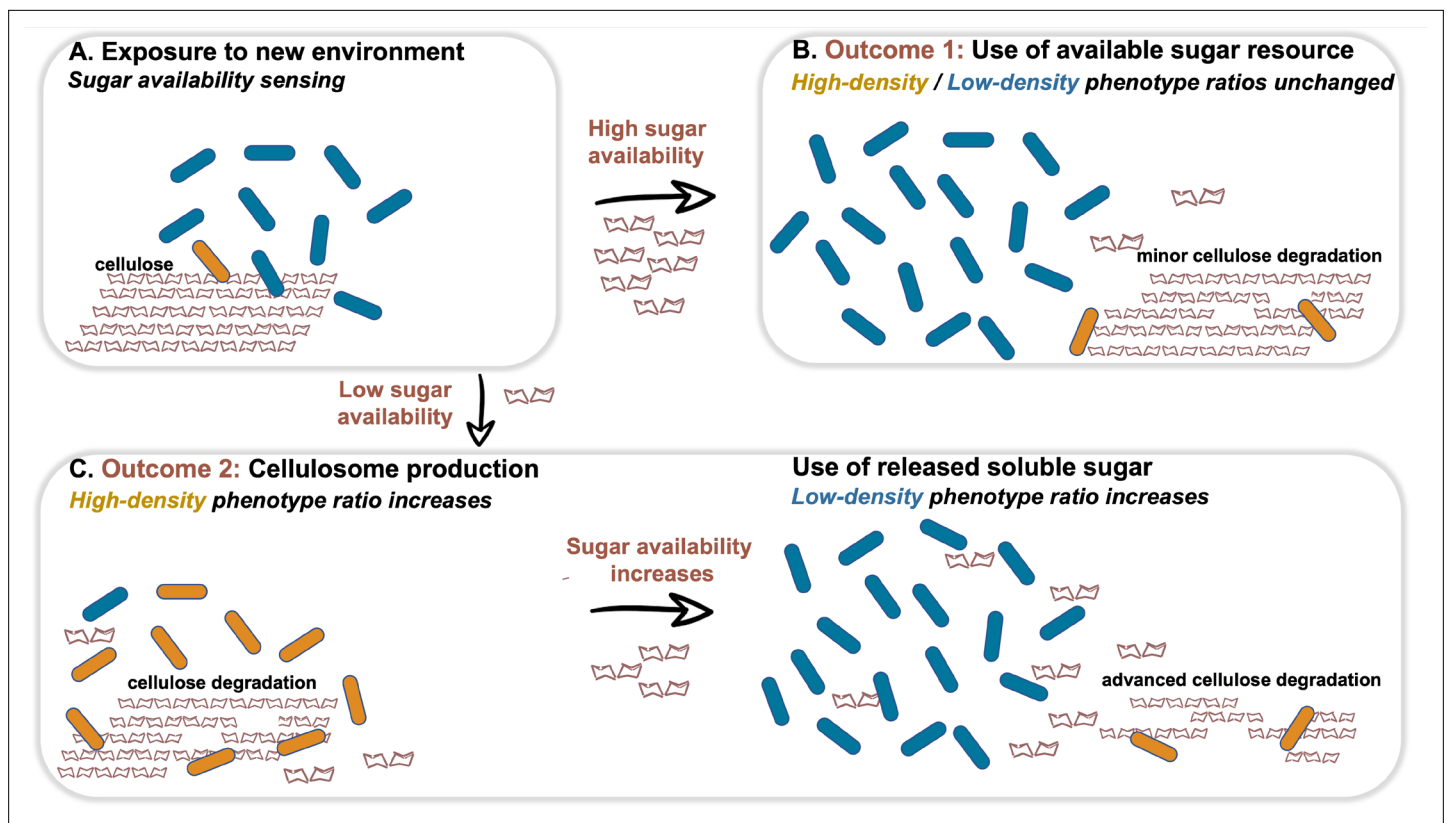 A. Exposure to new environment
Sugar availability sensing
cellulose
High sugar
availability
B. Outcome 1: Use of available sugar resource
High-density / Low-density phenotype ratios unchanged
minor cellulose degradation
Low sugar
availability
C. Outcome 2: Cellulosome production
High-density phenotype ratio increases
cellulose degradation
Sugar availability
increases
Use of released soluble sugar
Low-density phenotype ratio increases
advanced cellulose degradation